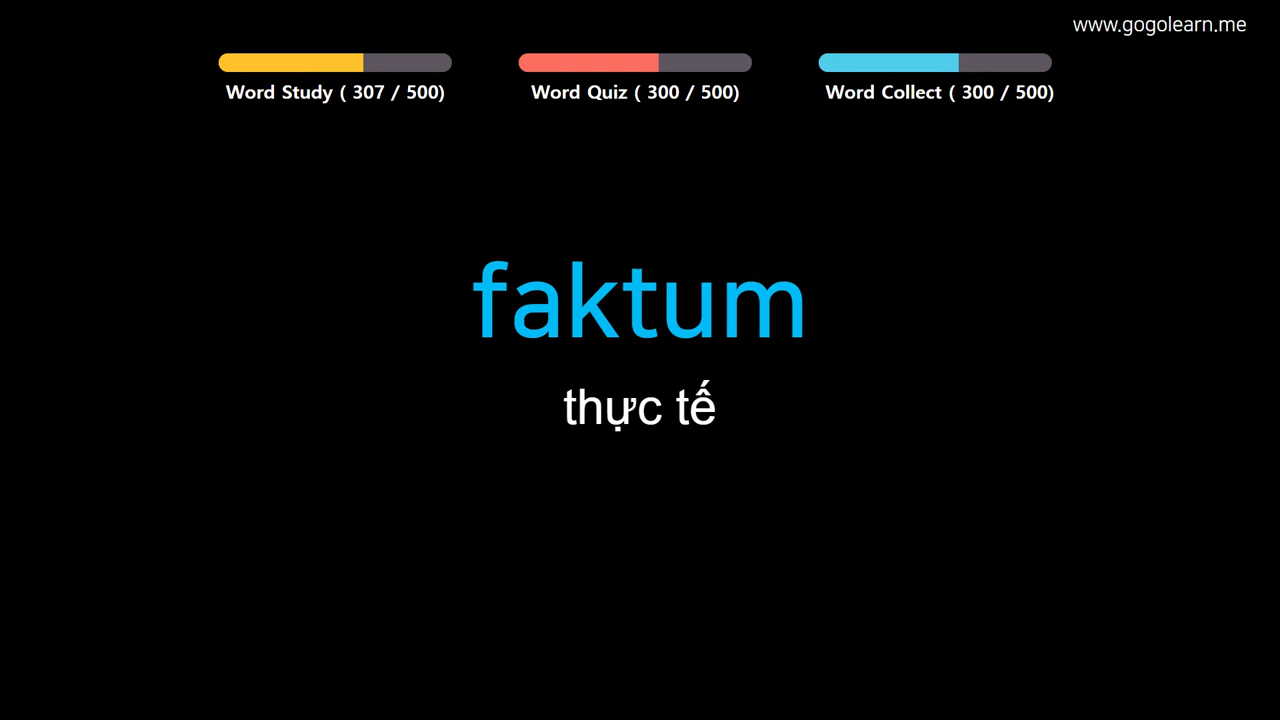 www.gogolearn.me
Word Study ( 307 / 500)
Word Quiz ( 300 / 500)
Word Collect ( 300 / 500)
faktum
thực tế